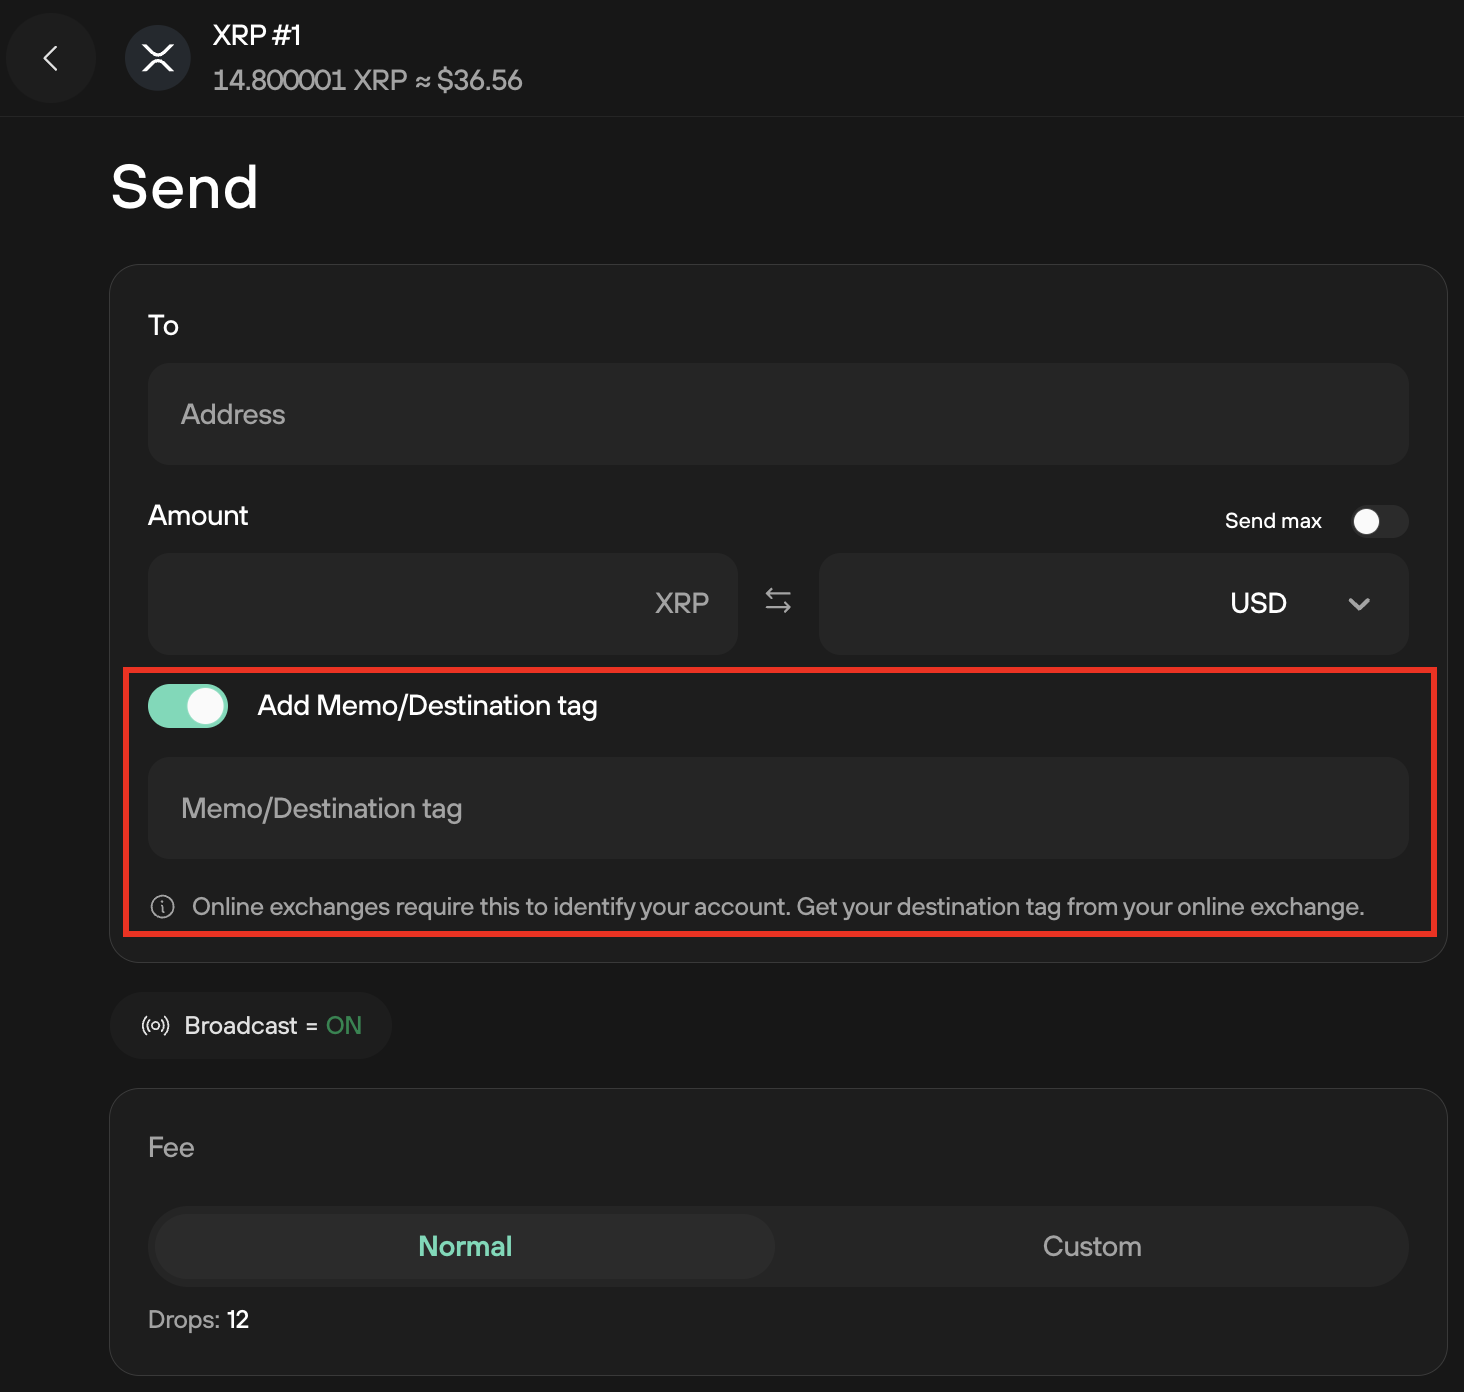 XRP #1
14.800001 XRP ≈ $36.56
Send
To
Address
Amount
Send max
XRP
USD
Add Memo/Destination tag
Memo/Destination tag
Online exchanges require this to identify your account. Get your destination tag from your online exchange.
Broadcast = ON
Fee
Normal
Custom
Drops: 12